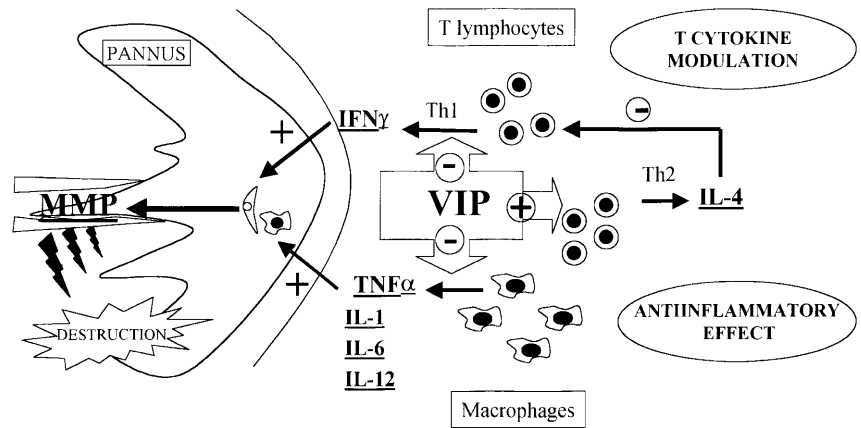 T lymphocytes
T CYTOKINE
MODULATION
PANNUS
IFNγ
Th1
-
+
MMP
VIP
-
+
Th2
IL-4
-
+
TNFα
IL-1
IL-6
IL-12
DESTRUCTION
ANTIINFLAMMATORY
EFFECT
Macrophages